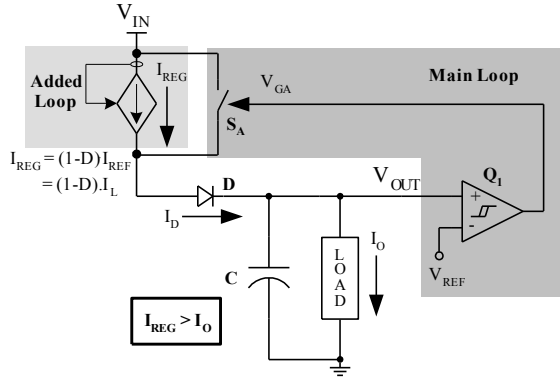 V_IN
Added
Loop
I_REG
V_GA
Main Loop
S_A
I_REG = (1-D) I_REF
= (1-D).I_L
D
V_OUT
Q_1
I_D
+
-
I_O
C
LOAD
V_REF
I_REG > I_O